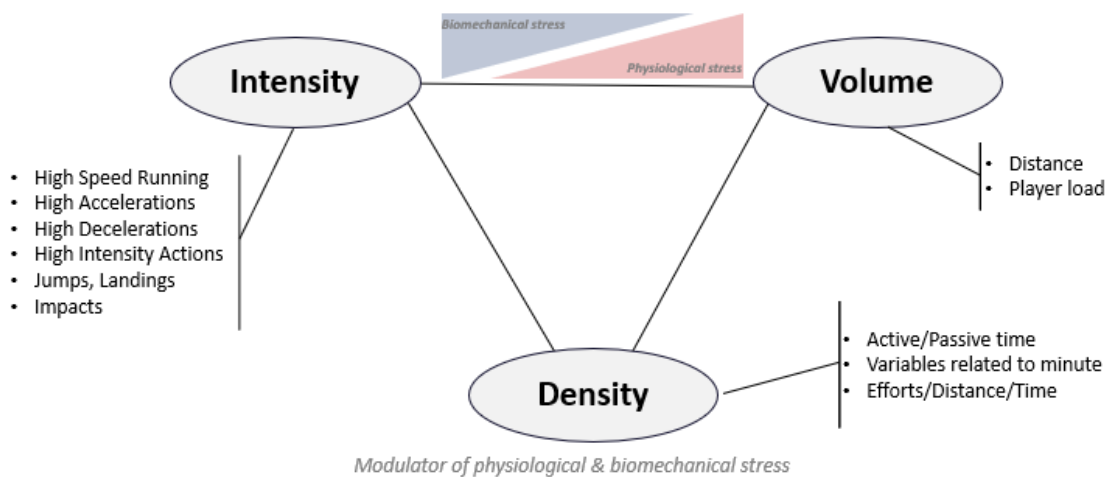 Biomechanical stress
Physiological stress
Intensity
Volume
• High Speed Running
• High Accelerations
• High Decelerations
• High Intensity Actions
• Jumps, Landings
• Impacts
• Distance
• Player load
Density
• Active/Passive time
• Variables related to minute
• Efforts/Distance/Time
Modulator of physiological & biomechanical stress